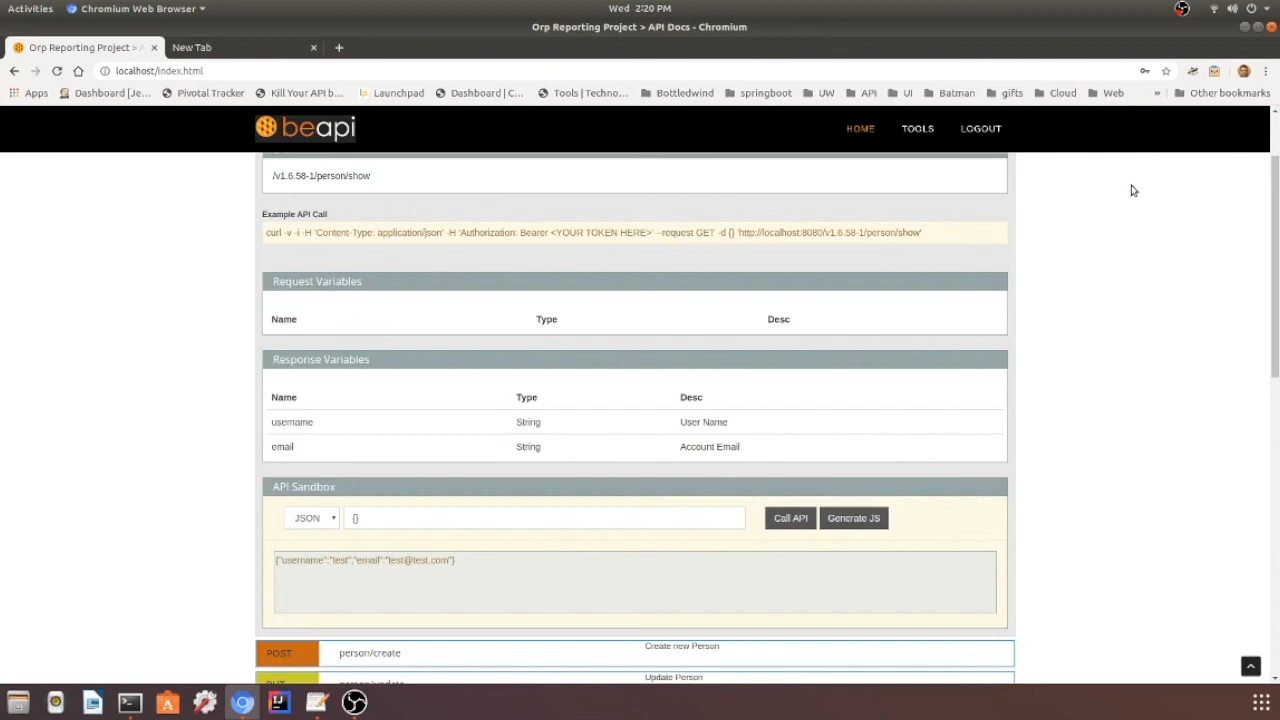 Activities
Chromium Web Browser
Wed 2:20 PM
Orp Reporting Project > API Docs - Chromium
Orp Reporting Project > A
New Tab
localhost/index.html
Apps
Dashboard [Je...
Pivotal Tracker
Kill Your API b...
Launchpad
Dashboard | C...
Tools | Techno...
Bottledwind
springboot
UW
API
UI
Batman
gifts
Cloud
Web
»
Other bookmarks
beapi
HOME
TOOLS
LOGOUT
/v1.6.58-1/person/show
Example API Call
curl -v -i -H 'Content-Type: application/json' -H 'Authorization: Bearer <YOUR TOKEN HERE>' --request GET -d {} 'http://localhost:8080/v1.6.58-1/person/show'
Request Variables
Name Type Desc
Response Variables
Name Type Desc
username String User Name
email String Account Email
API Sandbox
JSON
{}
Call API
Generate JS
{"username":"test","email":"test@test.com"}
POST person/create Create new Person
PUT person/update Update Person